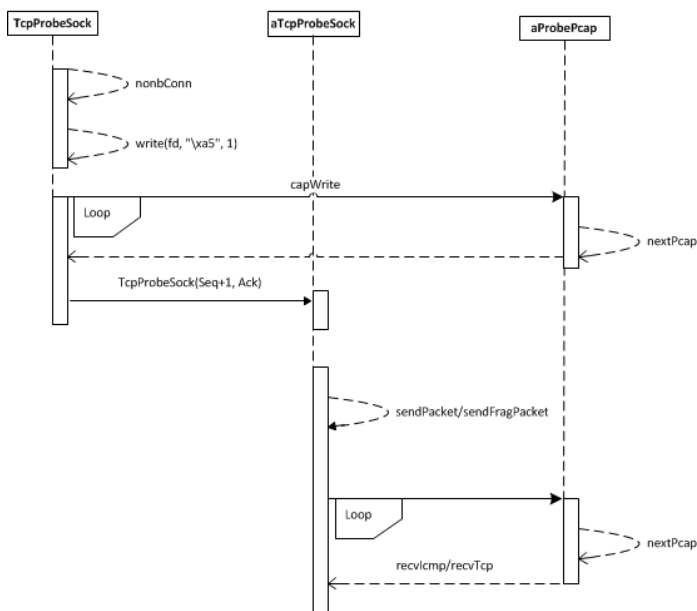 TcpProbeSock
aTcpProbeSock
aProbePcap
nonbConn
write(fd, "\xa5", 1)
capWrite
Loop
nextPcap
TcpProbeSock(Seq+1, Ack)
sendPacket/sendFragPacket
Loop
nextPcap
recvIcmp/recvTcp